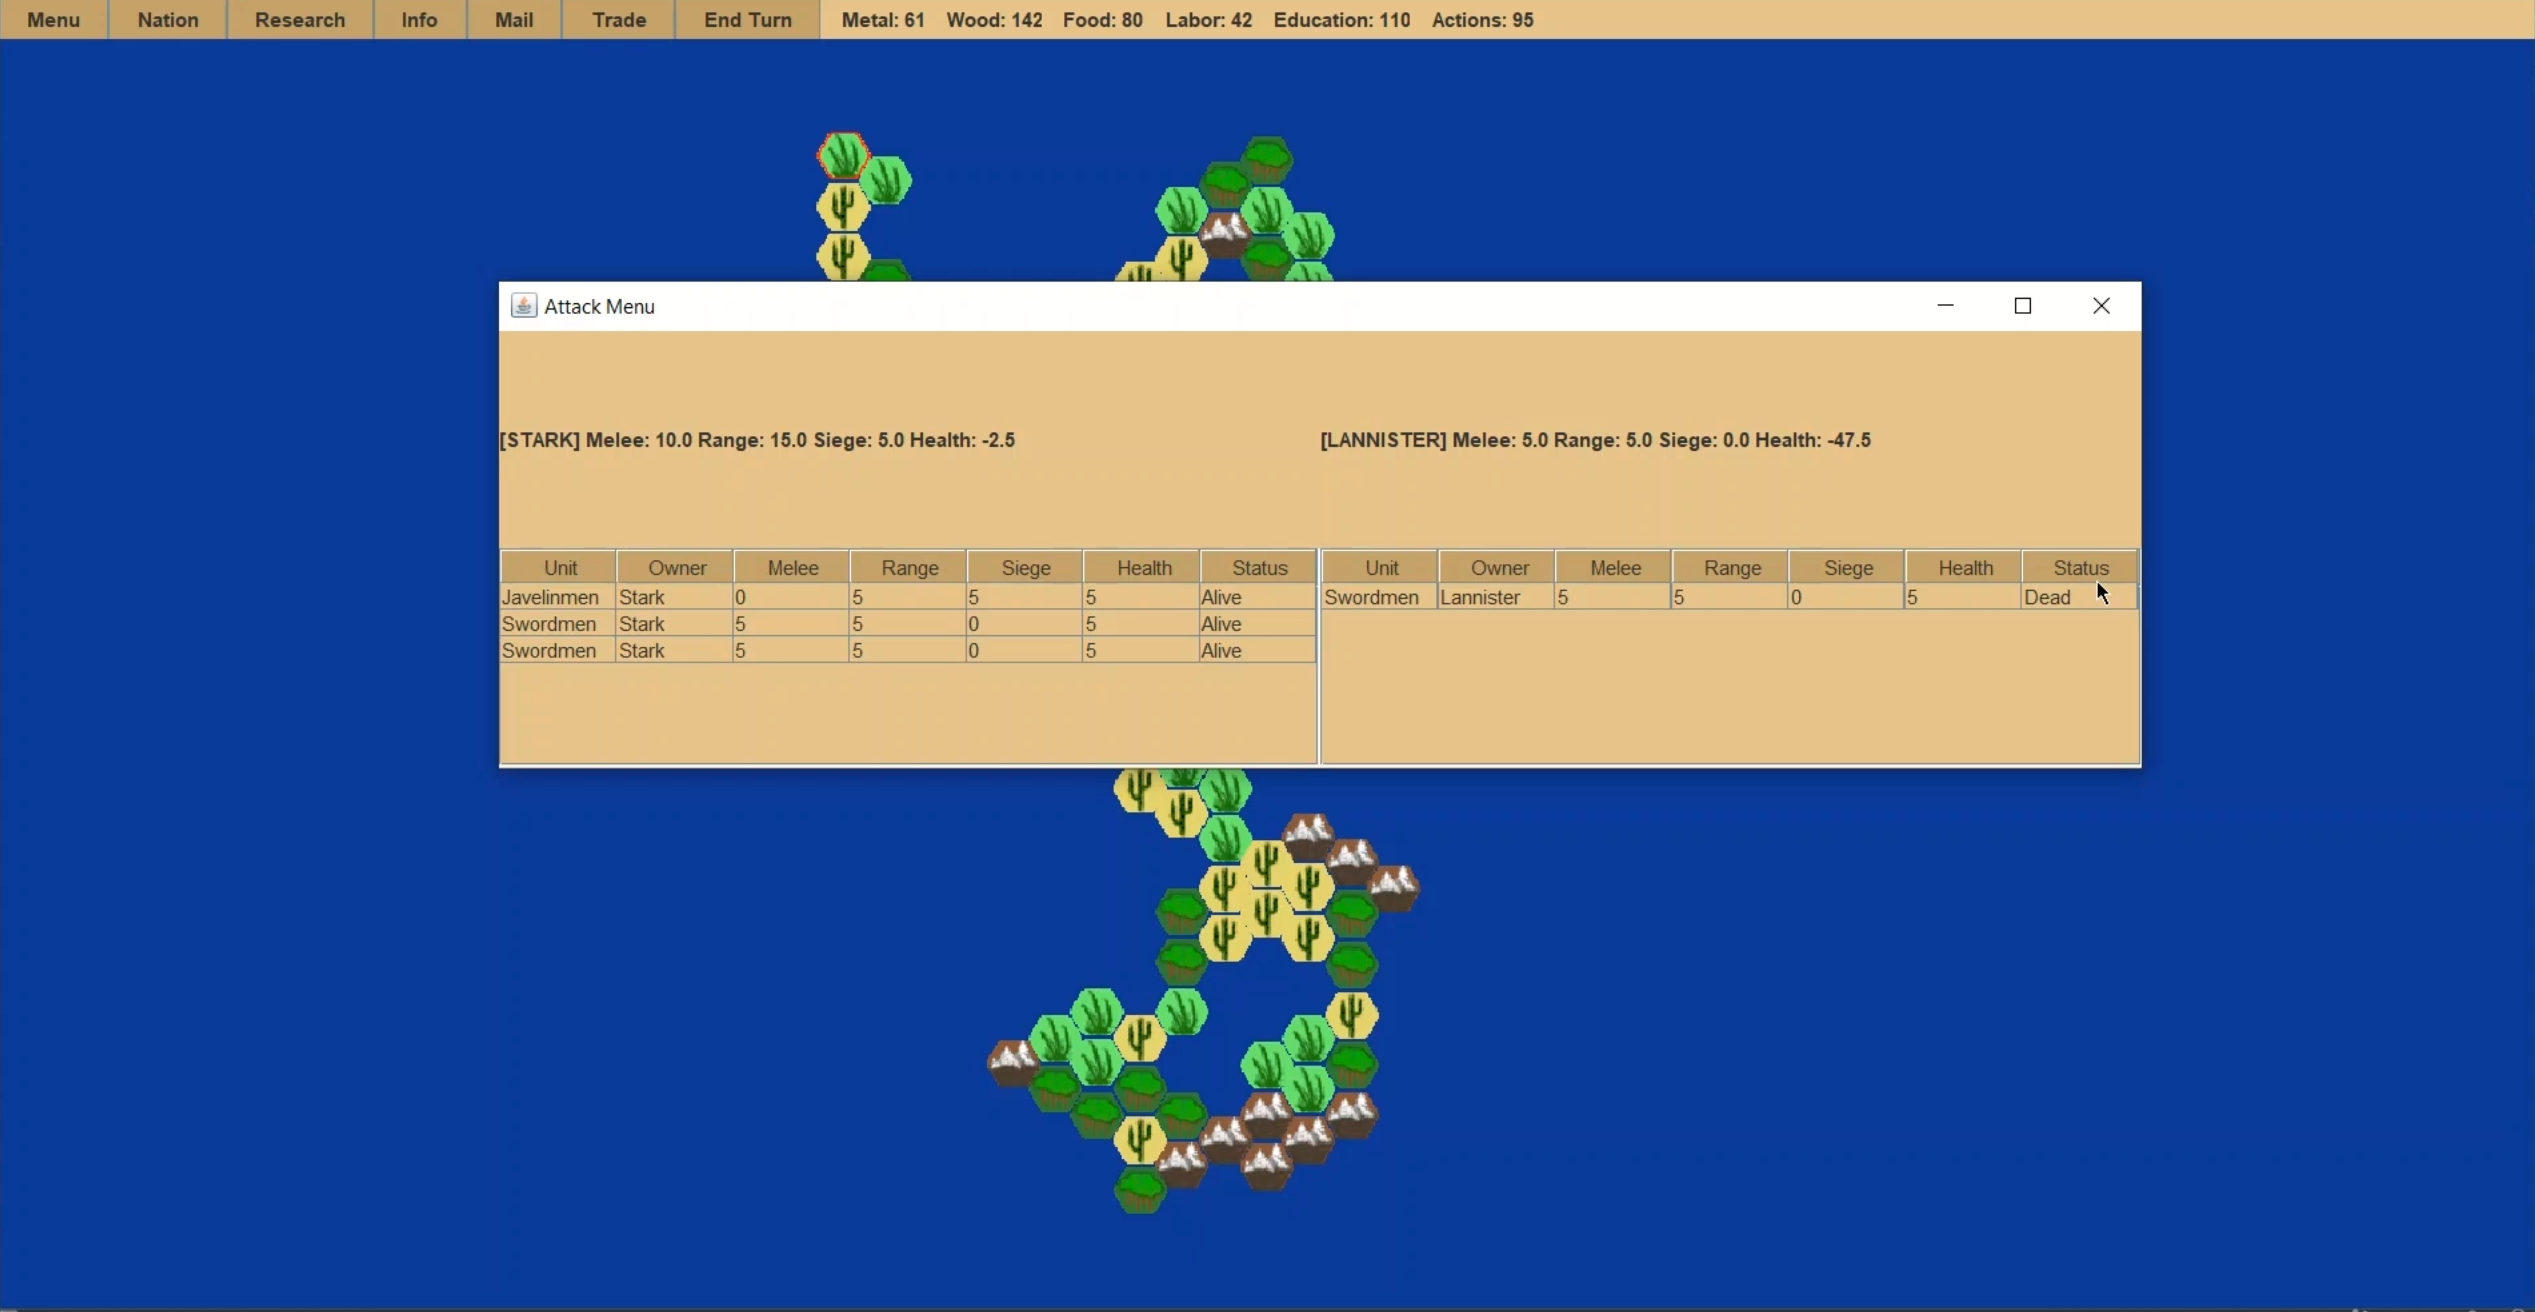 Menu Nation Research Info Mail Trade End Turn Metal: 61 Wood: 142 Food: 80 Labor: 42 Education: 110 Actions: 95
Attack Menu
[STARK] Melee: 10.0 Range: 15.0 Siege: 5.0 Health: -2.5
[LANNISTER] Melee: 5.0 Range: 5.0 Siege: 0.0 Health: -47.5
Unit Owner Melee Range Siege Health Status
Javelinmen Stark 0 5 5 5 Alive
Swordmen Stark 5 5 0 5 Alive
Swordmen Stark 5 5 0 5 Alive
Unit Owner Melee Range Siege Health Status
Swordmen Lannister 5 5 0 5 Dead